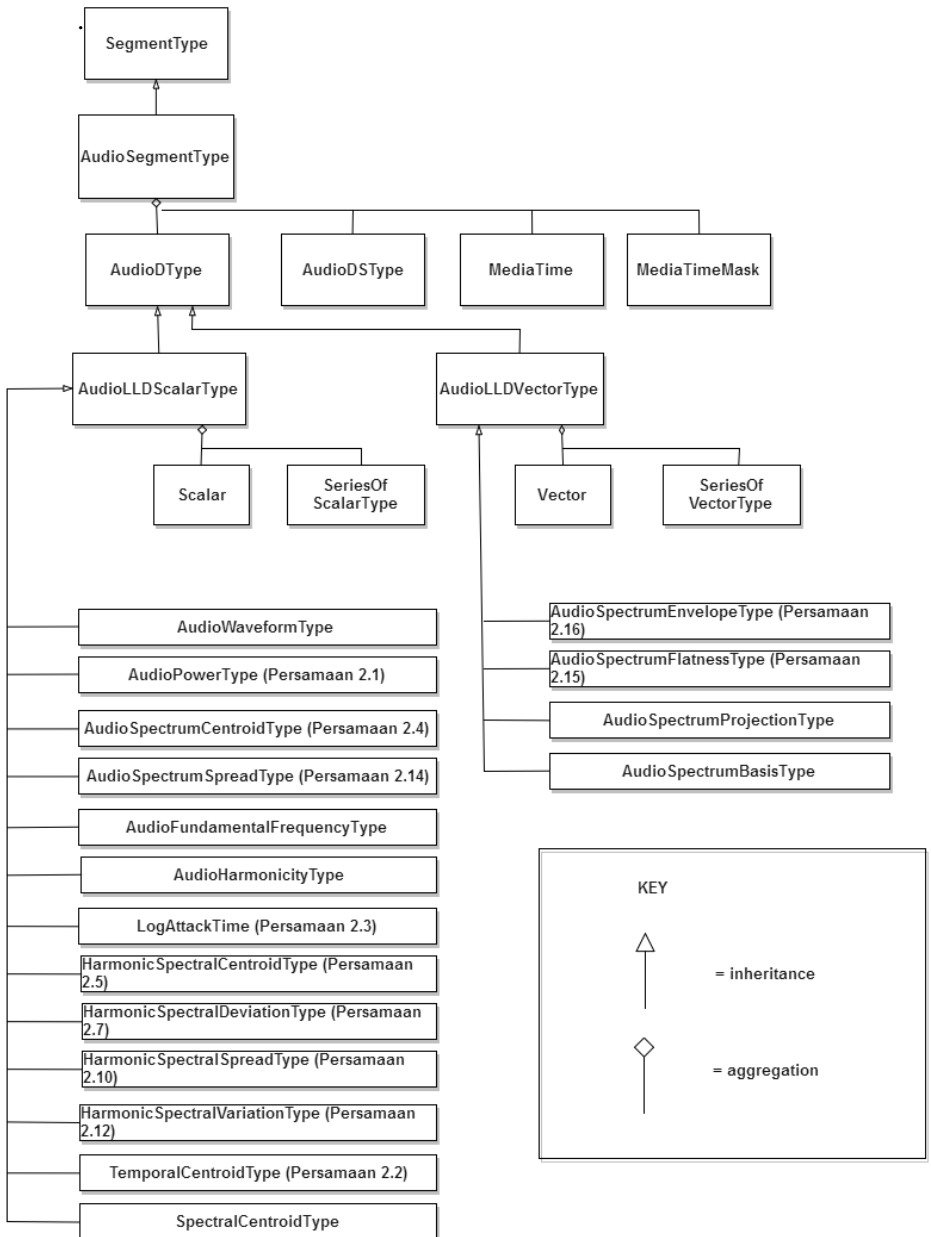 SegmentType
AudioSegmentType
AudioDType
AudioDSType
MediaTime
MediaTimeMask
AudioLLDScalarType
AudioLLDVectorType
Scalar
SeriesOf
ScalarType
Vector
SeriesOf
VectorType
AudioWaveformType
AudioPowerType (Persamaan 2.1)
AudioSpectrumCentroidType (Persamaan 2.4)
AudioSpectrumSpreadType (Persamaan 2.14)
AudioFundamentalFrequencyType
AudioHarmonicityType
LogAttackTime (Persamaan 2.3)
HarmonicSpectralCentroidType (Persamaan
2.5)
HarmonicSpectralDeviationType (Persamaan
2.7)
HarmonicSpectralSpreadType (Persamaan
2.10)
HarmonicSpectralVariationType (Persamaan
2.12)
TemporalCentroidType (Persamaan 2.2)
SpectralCentroidType
AudioSpectrumEnvelopeType (Persamaan
2.16)
AudioSpectrumFlatnessType (Persamaan
2.15)
AudioSpectrumProjectionType
AudioSpectrumBasisType
KEY
= inheritance
= aggregation